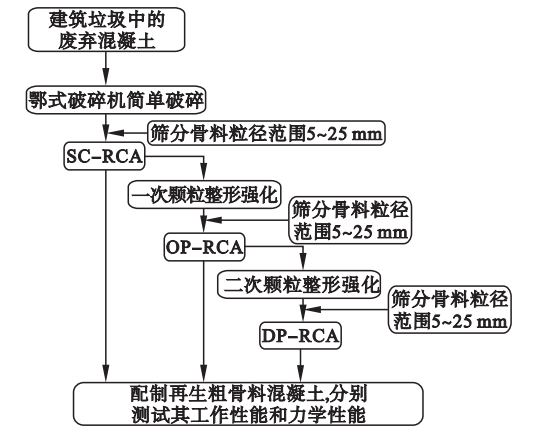 建筑垃圾中的
废弃混凝土
鄂式破碎机简单破碎
筛分骨料粒径范围5~25 mm
SC-RCA
一次颗粒整形强化
筛分骨料粒径
范围5~25 mm
OP-RCA
二次颗粒整形强化
筛分骨料粒径
范围5~25 mm
DP-RCA
配制再生粗骨料混凝土,分别
测试其工作性能和力学性能